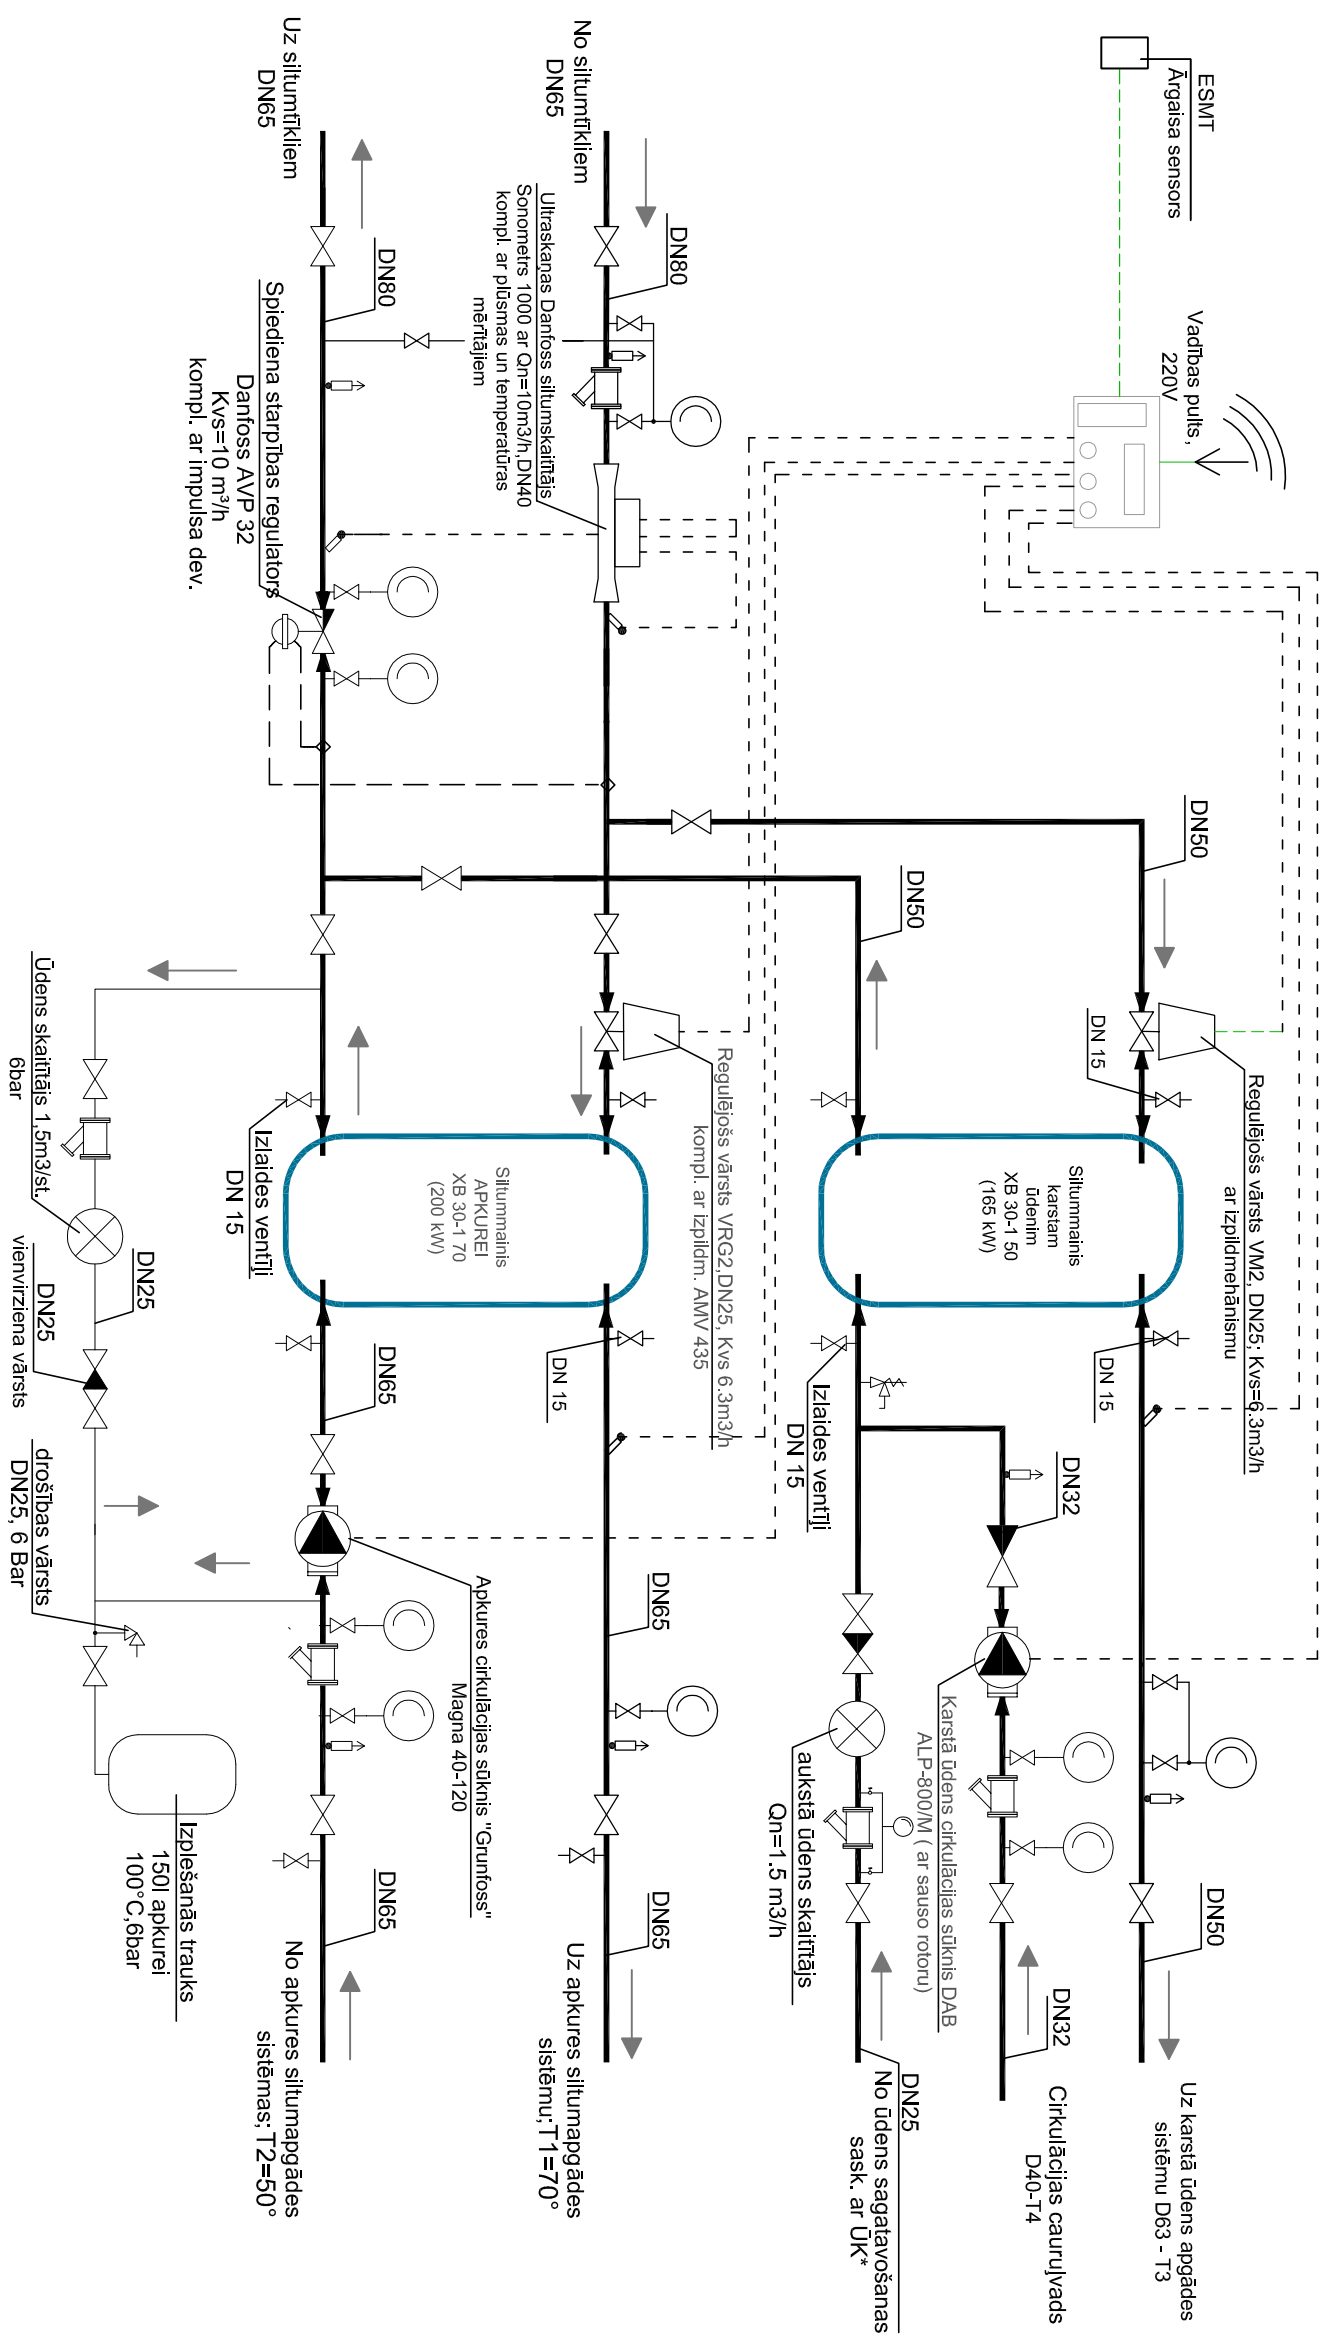 ESMT
Ārgaisa sensors
Vadības pults,
220V
No siltumtīkliem
DN65
Uz siltumtīkliem
DN65
DN80
DN80
Ultraskaņas Danfoss siltumskaitītājs
Sonometrs 1000 ar Qn=10m3/h,DN40
kompl. ar plūsmas un temperatūras
mērītājiem
Spiediena starpības regulators
Danfoss AVP 32
Kvs=10 m³/h
kompl. ar impulsa dev.
DN50
DN50
Regulējošs vārsts VM2, DN25; Kvs=6.3m3/h
ar izpildmehānismu
DN 15
Regulējošs vārsts VRG2,DN25, Kvs 6.3m3/h
kompl. ar izpildm. AMV 435
Siltummainis
karstam
ūdenim
XB 30-1 50
(165 kW)
Siltummainis
APKUREI
XB 30-1 70
(200 kW)
Izlaides ventīļi
DN 15
Ūdens skaitītājs 1,5m3/st.
6bar
DN25
DN25
vienvirziena vārsts
drošības vārsts
DN25, 6 Bar
DN65
DN 15
DN 15
Izlaides ventīļi
DN 15
DN32
DN65
Apkures cirkulācijas sūknis "Grunfoss"
Magna 40-120
Karstā ūdens cirkulācijas sūknis DAB
ALP-800/M ( ar sauso rotoru)
aukstā ūdens skaitītājs
Qn=1.5 m3/h
Izplešanās trauks
150l apkurei
100°C,6bar
DN65
DN65
DN50
DN32
DN25
No ūdens sagatavošanas
sask. ar ŪK*
Uz karstā ūdens apgādes
sistēmu D63 - T3
Cirkulācijas cauruļvads
D40-T4
Uz apkures siltumapgādes
sistēmu;T1=70°
No apkures siltumapgādes
sistēmas;T2=50°